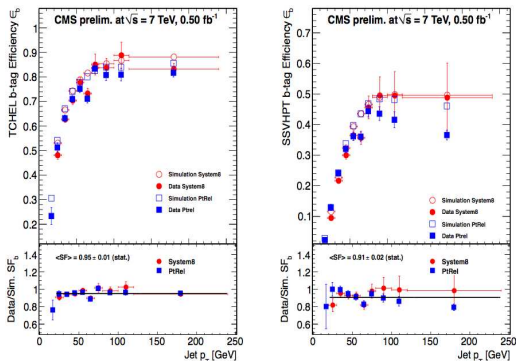 CMS prelim. at √s = 7 TeV, 0.50 fb⁻¹
TCHEL b-tag Efficiency ϵb
1
0.9
0.8
0.7
0.6
0.5
0.4
0.3
0.2
0.1
Simulation System8
Data System8
Simulation PtRel
Data Ptrel
Data/Sim. SFb
1.4
1.2
1
0.8
0.6
0.4
<SF> = 0.95 ± 0.01 (stat.)
System8
PtRel
0 50 100 150 200 250
Jet p [GeV]
CMS prelim. at √s = 7 TeV, 0.50 fb⁻¹
SSVHPT b-tag Efficiency ϵb
0.7
0.6
0.5
0.4
0.3
0.2
0.1
Simulation System8
Data System8
Simulation PtRel
Data PtRel
Data/Sim. SFb
1.4
1.2
1
0.8
0.6
0.4
<SF> = 0.91 ± 0.02 (stat.)
System8
PtRel
0 50 100 150 200 250
Jet p [GeV]